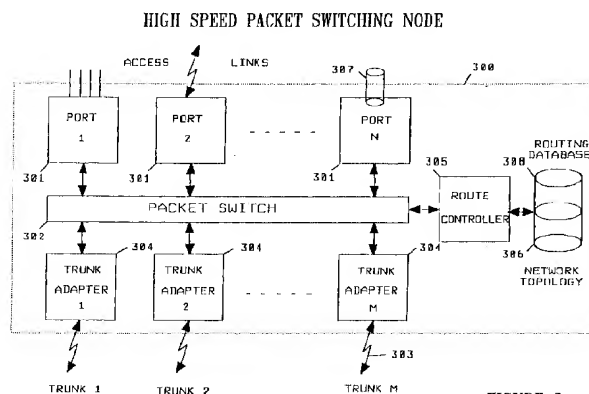 HIGH SPEED PACKET SWITCHING NODE
ACCESS LINKS
307
300
PORT 1
PORT 2
PORT N
301
301
301
305
ROUTING DATABASE
308
PACKET SWITCH
302
ROUTE CONTROLLER
306
NETWORK TOPOLOGY
304
304
304
TRUNK ADAPTER 1
TRUNK ADAPTER 2
TRUNK ADAPTER M
303
TRUNK 1
TRUNK 2
TRUNK M